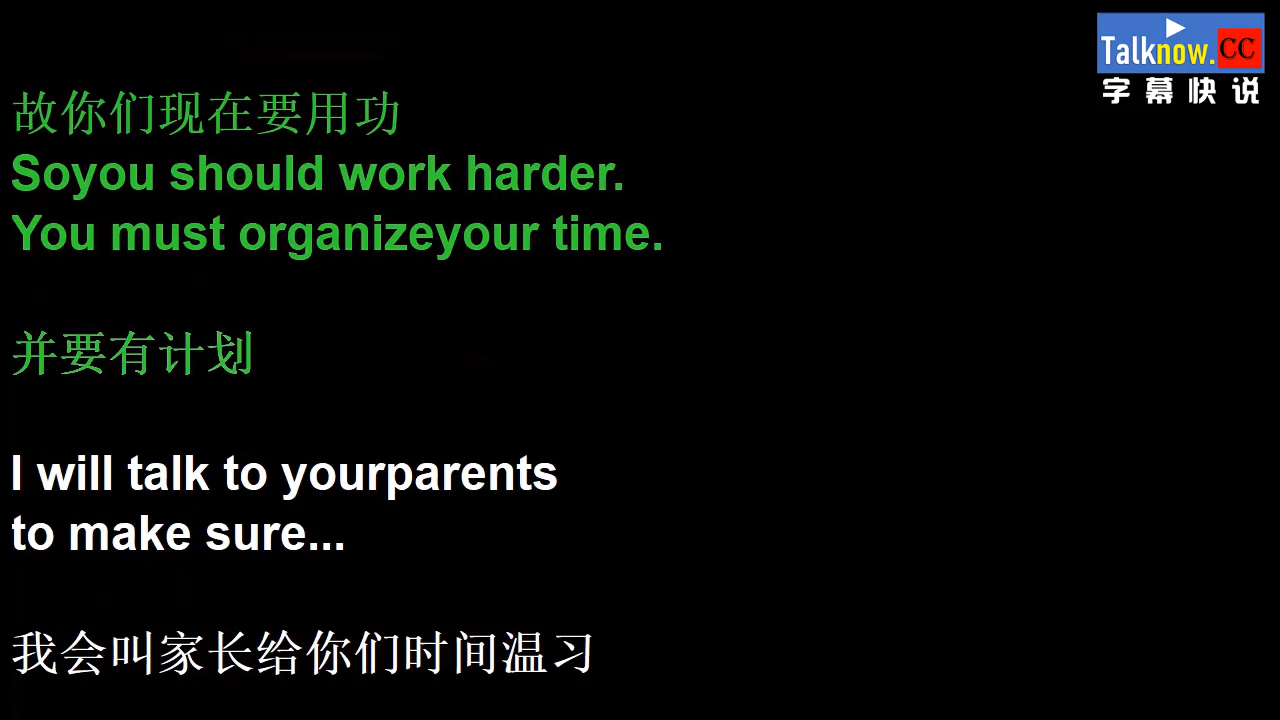 Talknow.CC
字幕快说
故你们现在要用功
Soyou should work harder.
You must organizeyour time.
并要有计划
I will talk to yourparents
to make sure...
我会叫家长给你们时间温习